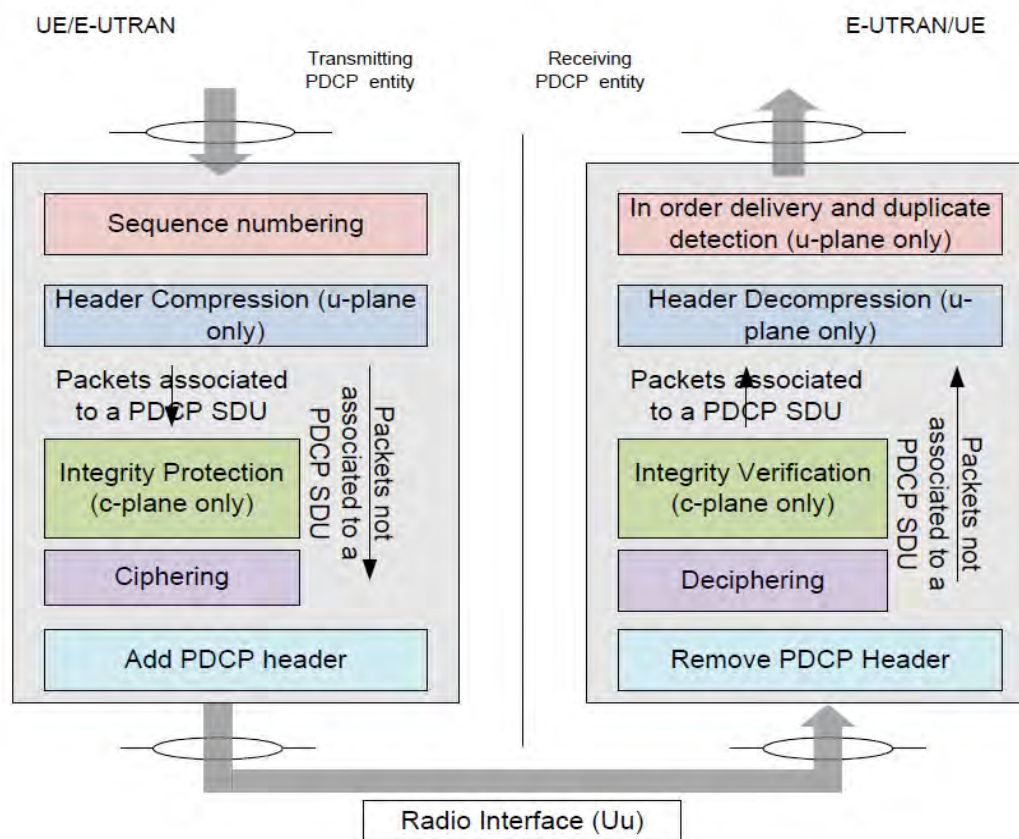 UE/E-UTRAN
E-UTRAN/UE
Transmitting
PDCP entity
Receiving
PDCP entity
Sequence numbering
Header Compression (u-plane
only)
Packets associated
to a PDCP SDU
Packets not
associated to a
PDCP SDU
Integrity Protection
(c-plane only)
Ciphering
Add PDCP header
In order delivery and duplicate
detection (u-plane only)
Header Decompression (u-
plane only)
Packets associated
to a PDCP SDU
Packets not
associated to a
PDCP SDU
Integrity Verification
(c-plane only)
Deciphering
Remove PDCP Header
Radio Interface (Uu)